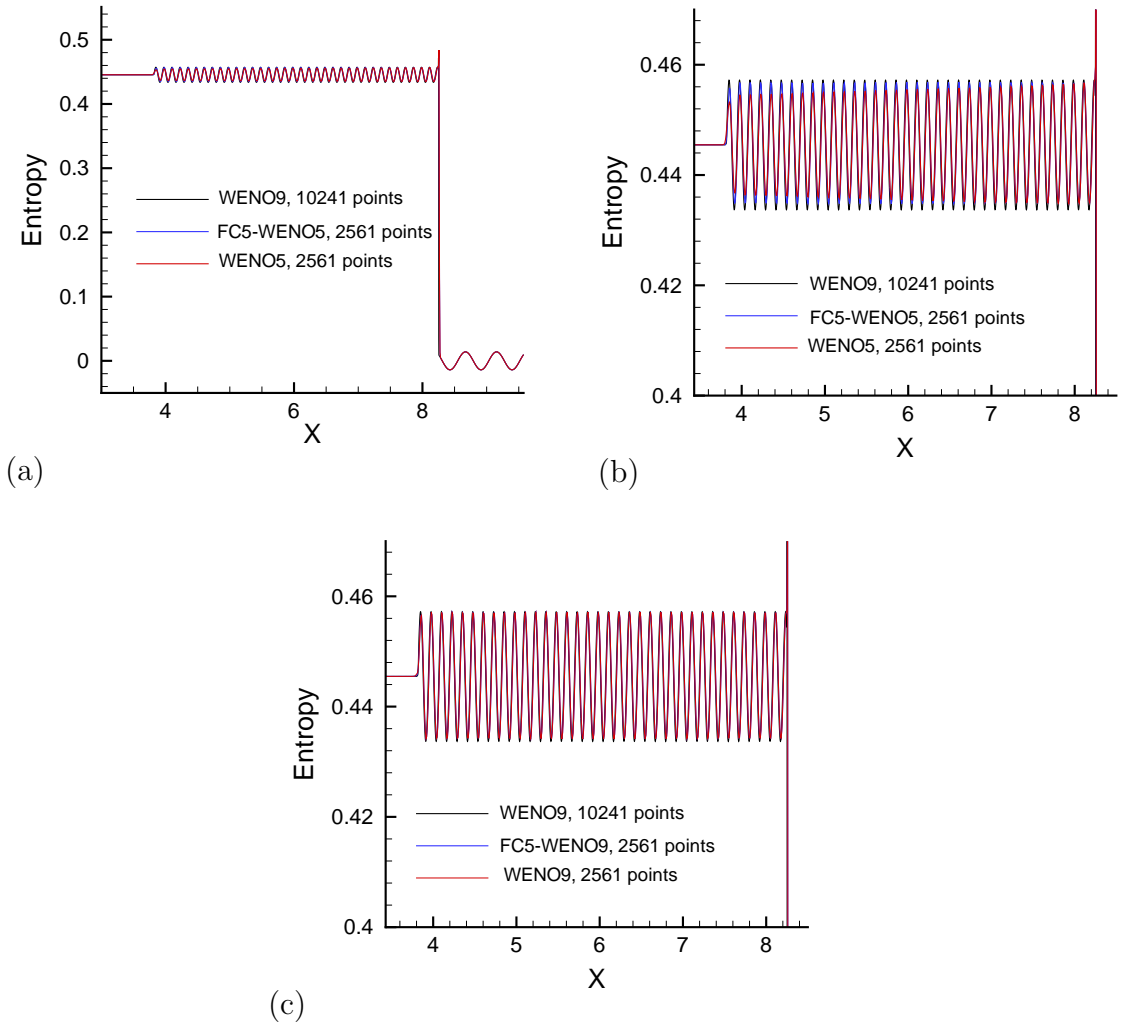 0.5
0.4
0.3
0.2
0.1
0
Entropy
WENO9, 10241 points
FC5-WENO5, 2561 points
WENO5, 2561 points
4
6
8
X
(a)
0.46
0.44
0.42
0.4
Entropy
WENO9, 10241 points
FC5-WENO5, 2561 points
WENO5, 2561 points
4
5
6
7
8
X
(b)
0.46
0.44
0.42
0.4
Entropy
WENO9, 10241 points
FC5-WENO9, 2561 points
WENO9, 2561 points
4
5
6
7
8
X
(c)